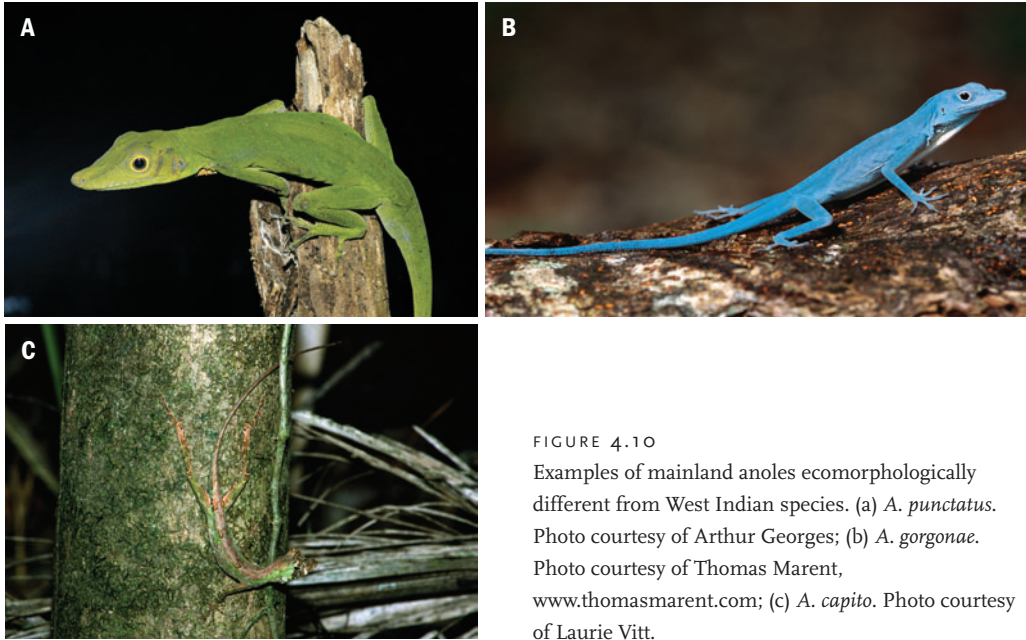 A
B
C
FIGURE 4.10
Examples of mainland anoles ecomorphologically
different from West Indian species. (a) A. punctatus.
Photo courtesy of Arthur Georges; (b) A. gorgonae.
Photo courtesy of Thomas Marent,
www.thomasmarent.com; (c) A. capito. Photo courtesy
of Laurie Vitt.